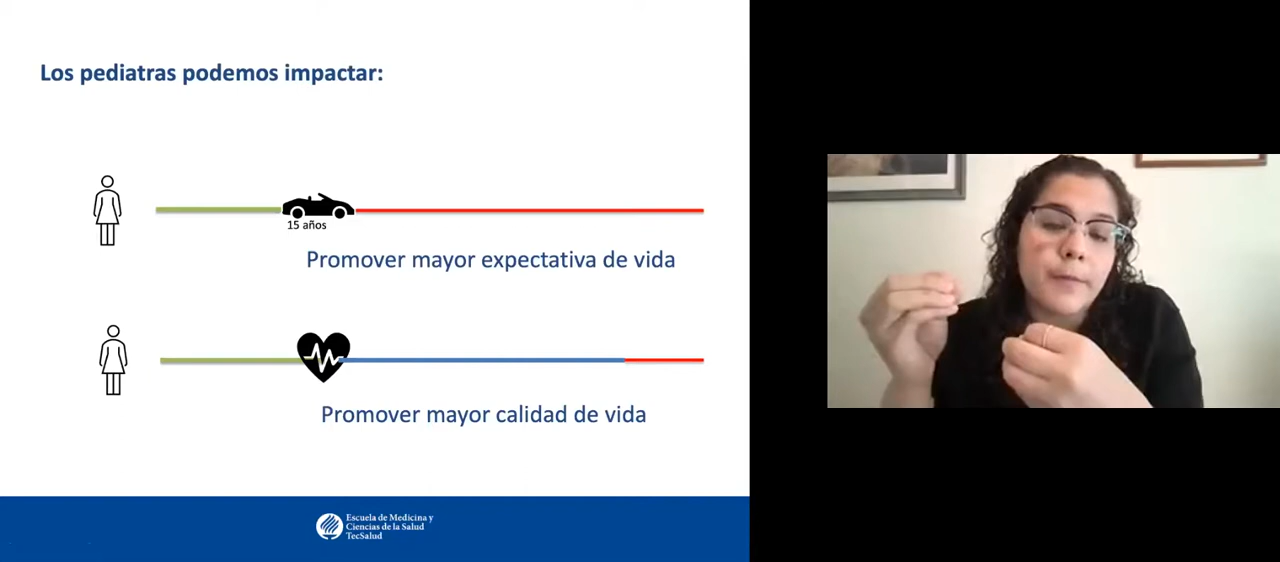 Los pediatras podemos impactar:
15 años
Promover mayor expectativa de vida
Promover mayor calidad de vida
Escuela de Medicina y
Ciencias de la Salud
TecSalud